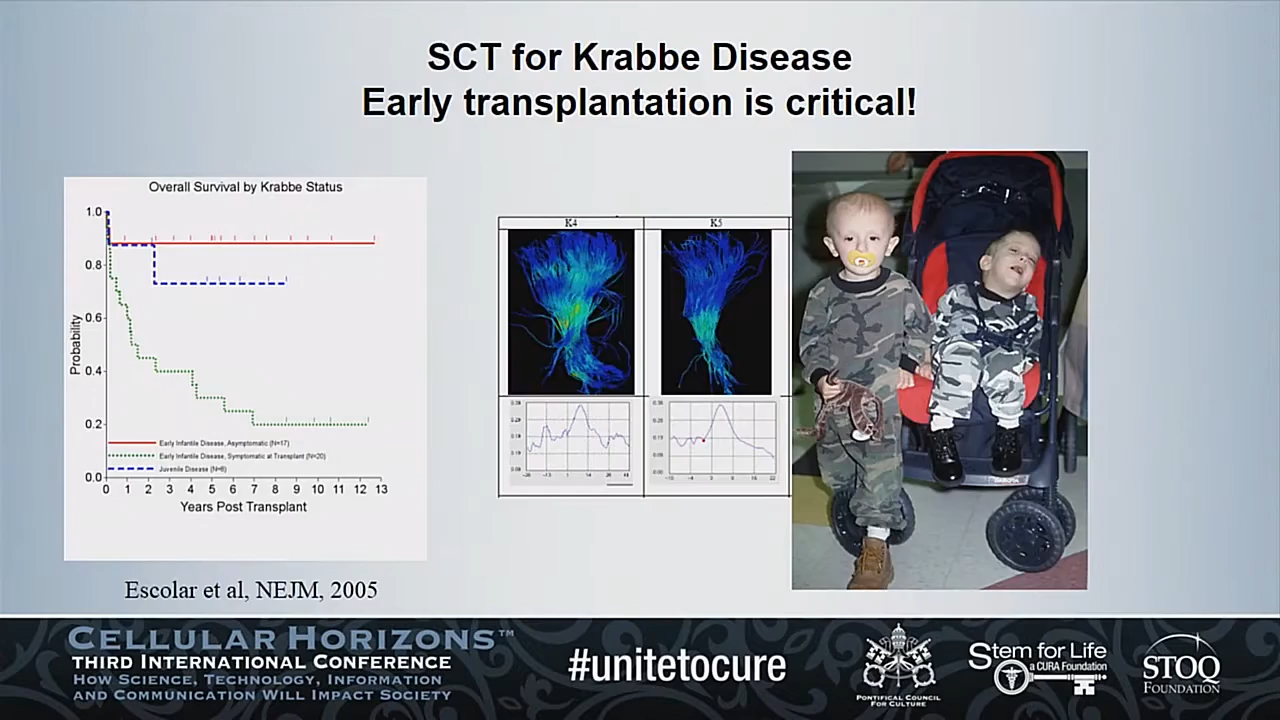 SCT for Krabbe Disease
Early transplantation is critical!
Overall Survival by Krabbe Status
1.0
0.8
0.6
0.4
0.2
0.0
Probability
Early Infantile Disease, Asymptomatic (N=17)
Early Infantile Disease, Symptomatic at Transplant (N=20)
Juvenile Disease (N=6)
0 1 2 3 4 5 6 7 8 9 10 11 12 13
Years Post Transplant
Escolar et al, NEJM, 2005
K4
K5
CELLULAR HORIZONS™
THIRD INTERNATIONAL CONFERENCE
HOW SCIENCE, TECHNOLOGY, INFORMATION
AND COMMUNICATION WILL IMPACT SOCIETY
#unitetocure
PONTIFICAL COUNCIL
FOR CULTURE
Stem for Life
a CURA Foundation
STOQ
FOUNDATION